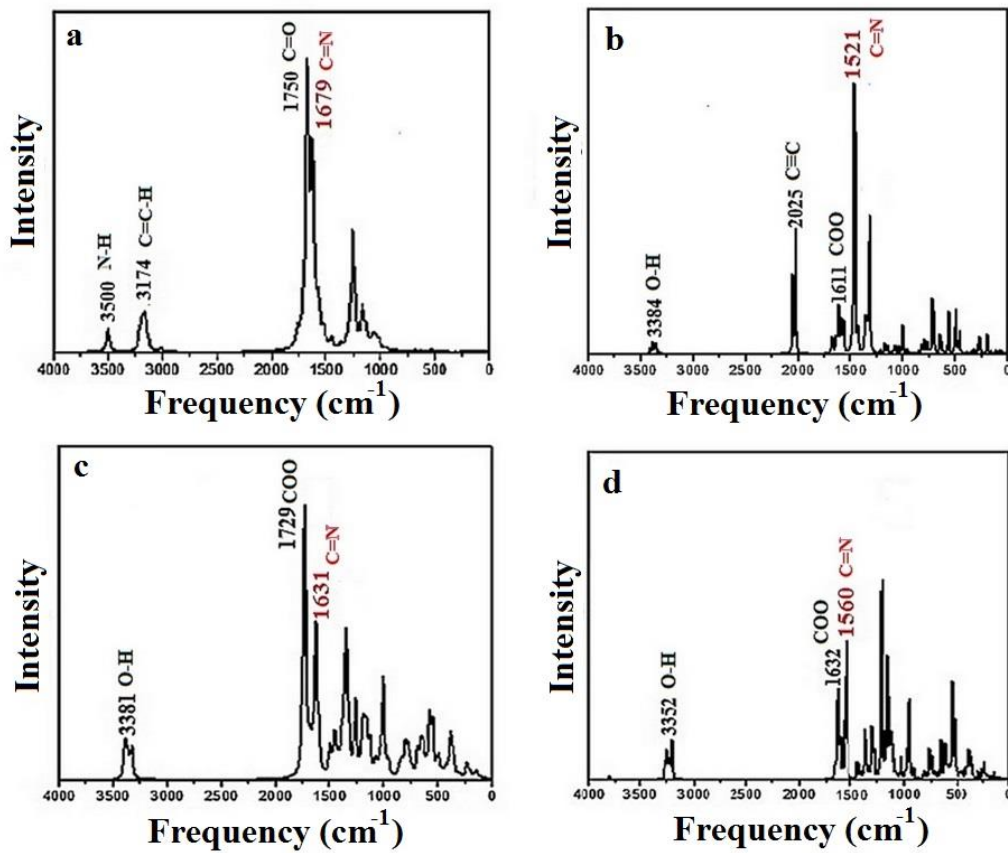 a
Intensity
3500 N-H
3174 C=C-H
1750 C=O
1679 C=N
4000 3500 3000 2500 2000 1500 1000 500 0
Frequency (cm⁻¹)
b
Intensity
3384 O-H
2025 C≡C
1611 COO
1521
C=N
4000 3500 3000 2500 2000 1500 1000 500 0
Frequency (cm⁻¹)
c
Intensity
3381 O-H
1729 COO
1631 C=N
4000 3500 3000 2500 2000 1500 1000 500 0
Frequency (cm⁻¹)
d
Intensity
3352 O-H
COO
1632
1560 C=N
4000 3500 3000 2500 2000 1500 1000 500 0
Frequency (cm⁻¹)